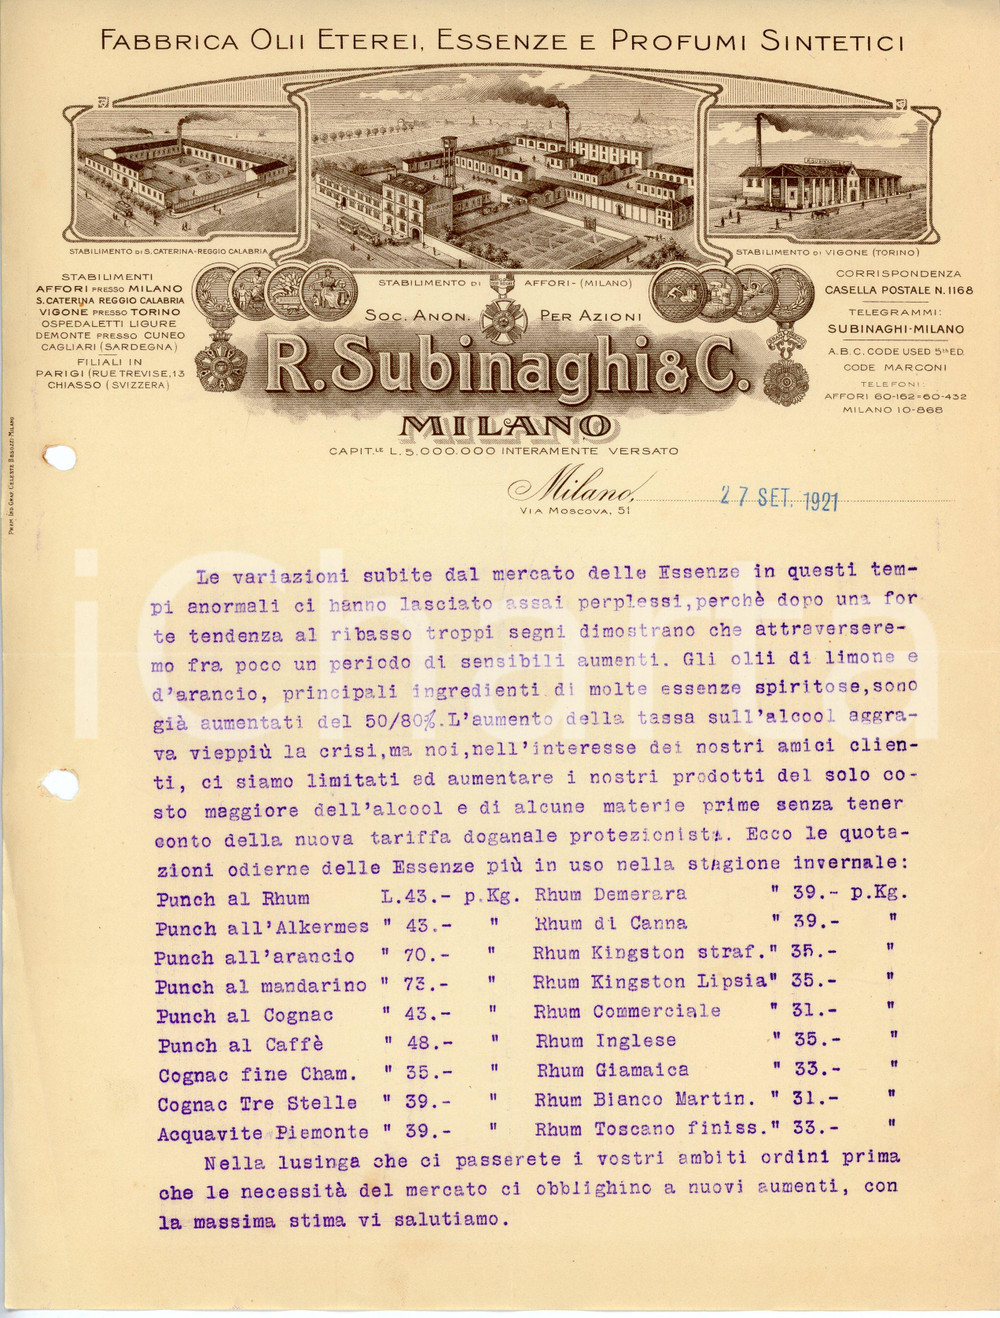 FABBRICA OLII ETEREI, ESSENZE E PROFUMI SINTETICI
STABILIMENTO DI S. CATERINA-REGGIO CALABRIA
STABILIMENTO DI AFFORI-(MILANO)
STABILIMENTO DI VIGONE (TORINO)
STABILIMENTI
AFFORI PRESSO MILANO
S. CATERINA REGGIO CALABRIA
VIGONE PRESSO TORINO
OSPEDALETTI LIGURE
DEMONTE PRESSO CUNEO
CAGLIARI (SARDEGNA)
FILIALI IN
PARIGI (RUE TREVISE, 13
CHIASSO (SVIZZERA)
SOC. ANON. PER AZIONI
R. Subinaghi & C.
MILANO
CAPIT.LE L. 5.000.000 INTERAMENTE VERSATO
CORRISPONDENZA
CASELLA POSTALE N. 1168
TELEGRAMMI:
SUBINAGHI-MILANO
A.B.C. CODE USED 5TH ED.
CODE MARCONI
TELEFONI:
AFFORI 60-162=60-432
MILANO 10-868
Milano, 27 SET. 1921
VIA MOSCOVA, 51
Le variazioni subite dal mercato delle Essenze in questi tem-
pi anormali ci hanno lasciato assai perplessi,perchè dopo una for
te tendenza al ribasso troppi segni dimostrano che attraversere-
mo fra poco un periodo di sensibili aumenti. Gli olii di limone e
d'arancio, principali ingredienti di molte essenze spiritose,sono
già aumentati del 50/80%.L'aumento della tassa sull'alcool aggra-
va vieppiù la crisi,ma noi,nell'interesse dei nostri amici clien-
ti, ci siamo limitati ad aumentare i nostri prodotti del solo co-
sto maggiore dell'alcool e di alcune materie prime senza tener
conto della nuova tariffa doganale protezionista. Ecco le quota-
zioni odierne delle Essenze più in uso nella stagione invernale:
Punch al Rhum L.43.- p.Kg. Rhum Demerara " 39.- p.Kg.
Punch all'Alkermes " 43.- " Rhum di Canna " 39.- "
Punch all'arancio " 70.- " Rhum Kingston straf." 35.- "
Punch al mandarino " 73.- " Rhum Kingston Lipsia" 35.- "
Punch al Cognac " 43.- " Rhum Commerciale " 31.- "
Punch al Caffè " 48.- " Rhum Inglese " 35.- "
Cognac fine Cham. " 35.- " Rhum Giamaica " 33.- "
Cognac Tre Stelle " 39.- " Rhum Bianco Martin. " 31.- "
Acquavite Piemonte " 39.- " Rhum Toscano finiss." 33.- "
Nella lusinga che ci passerete i vostri ambiti ordini prima
che le necessità del mercato ci obblighino a nuovi aumenti, con
la massima stima vi salutiamo.
iCharta